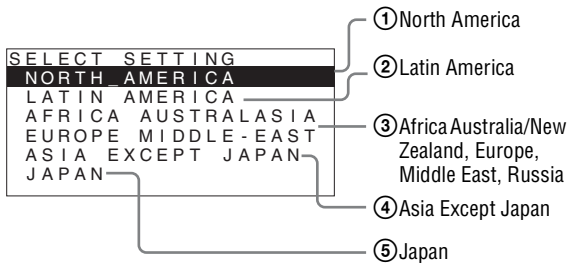 SELECT SETTING
NORTH_AMERICA
LATIN AMERICA
AFRICA AUSTRALASIA
EUROPE MIDDLE-EAST
ASIA EXCEPT JAPAN
JAPAN
①North America
②Latin America
③Africa Australia/New
Zealand, Europe,
Middle East, Russia
④Asia Except Japan
⑤Japan